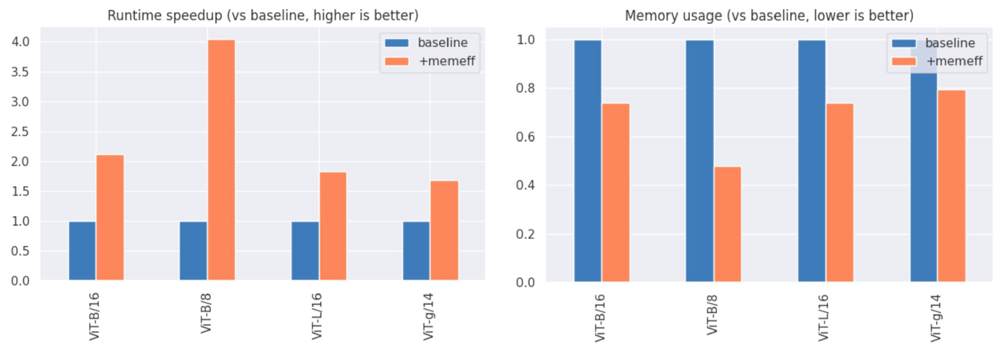 Runtime speedup (vs baseline, higher is better)
4.0
3.5
3.0
2.5
2.0
1.5
1.0
0.5
0.0
baseline
+memeff
ViT-B/16
ViT-B/8
ViT-L/16
ViT-g/14
Memory usage (vs baseline, lower is better)
1.0
0.8
0.6
0.4
0.2
0.0
baseline
+memeff
ViT-B/16
ViT-B/8
ViT-L/16
ViT-g/14